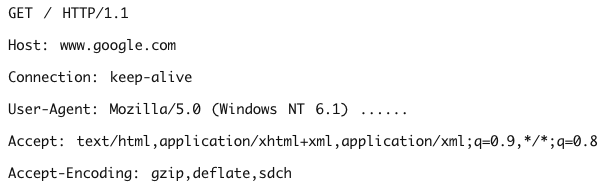 GET / HTTP/1.1
Host: www.google.com
Connection: keep-alive
User-Agent: Mozilla/5.0 (Windows NT 6.1) ......
Accept: text/html,application/xhtml+xml,application/xml;q=0.9,*/*;q=0.8
Accept-Encoding: gzip,deflate,sdch